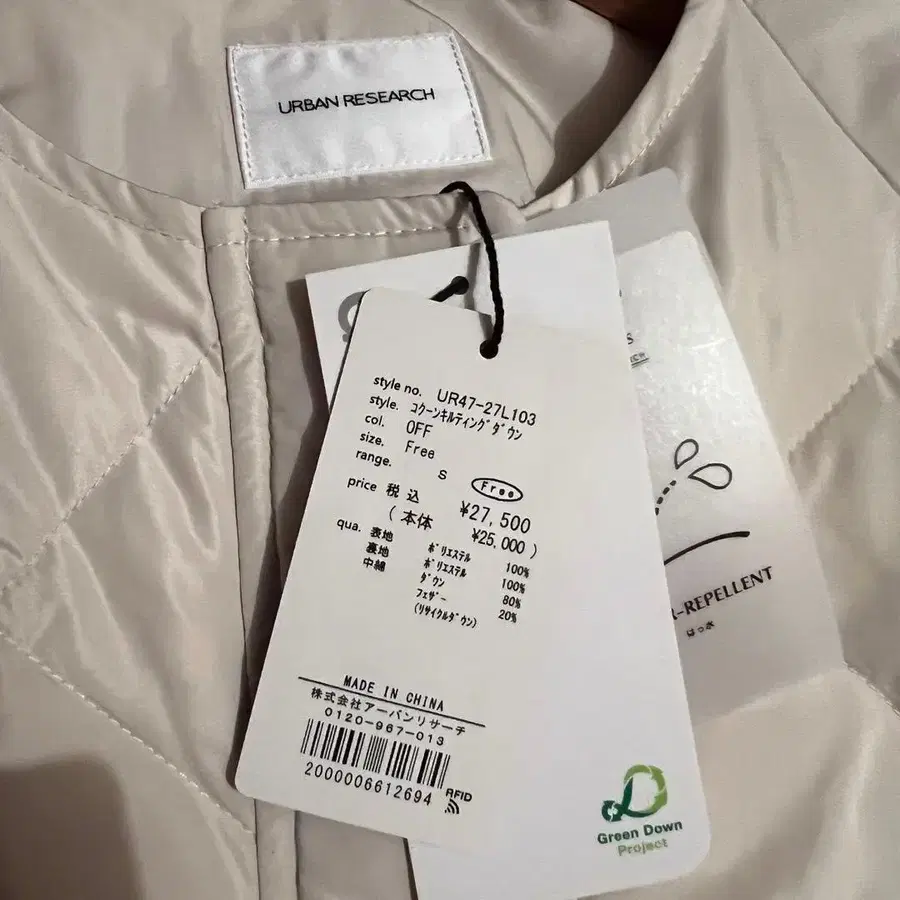 URBAN RESEARCH
style no. UR47-27L103
style. コクーンキルティングダウン
col. OFF
size. Free
range. S Free
price 税込 ¥27,500
(本体 ¥25,000)
qua. 表地 ポリエステル 100%
裏地 ポリエステル 100%
中綿 ダウン 80%
フェザー 20%
(リサイクルダウン)
MADE IN CHINA
株式会社アーバンリサーチ
0120-967-013
2000006612694
RFID
-REPELLENT
はっ水
Green Down
Project